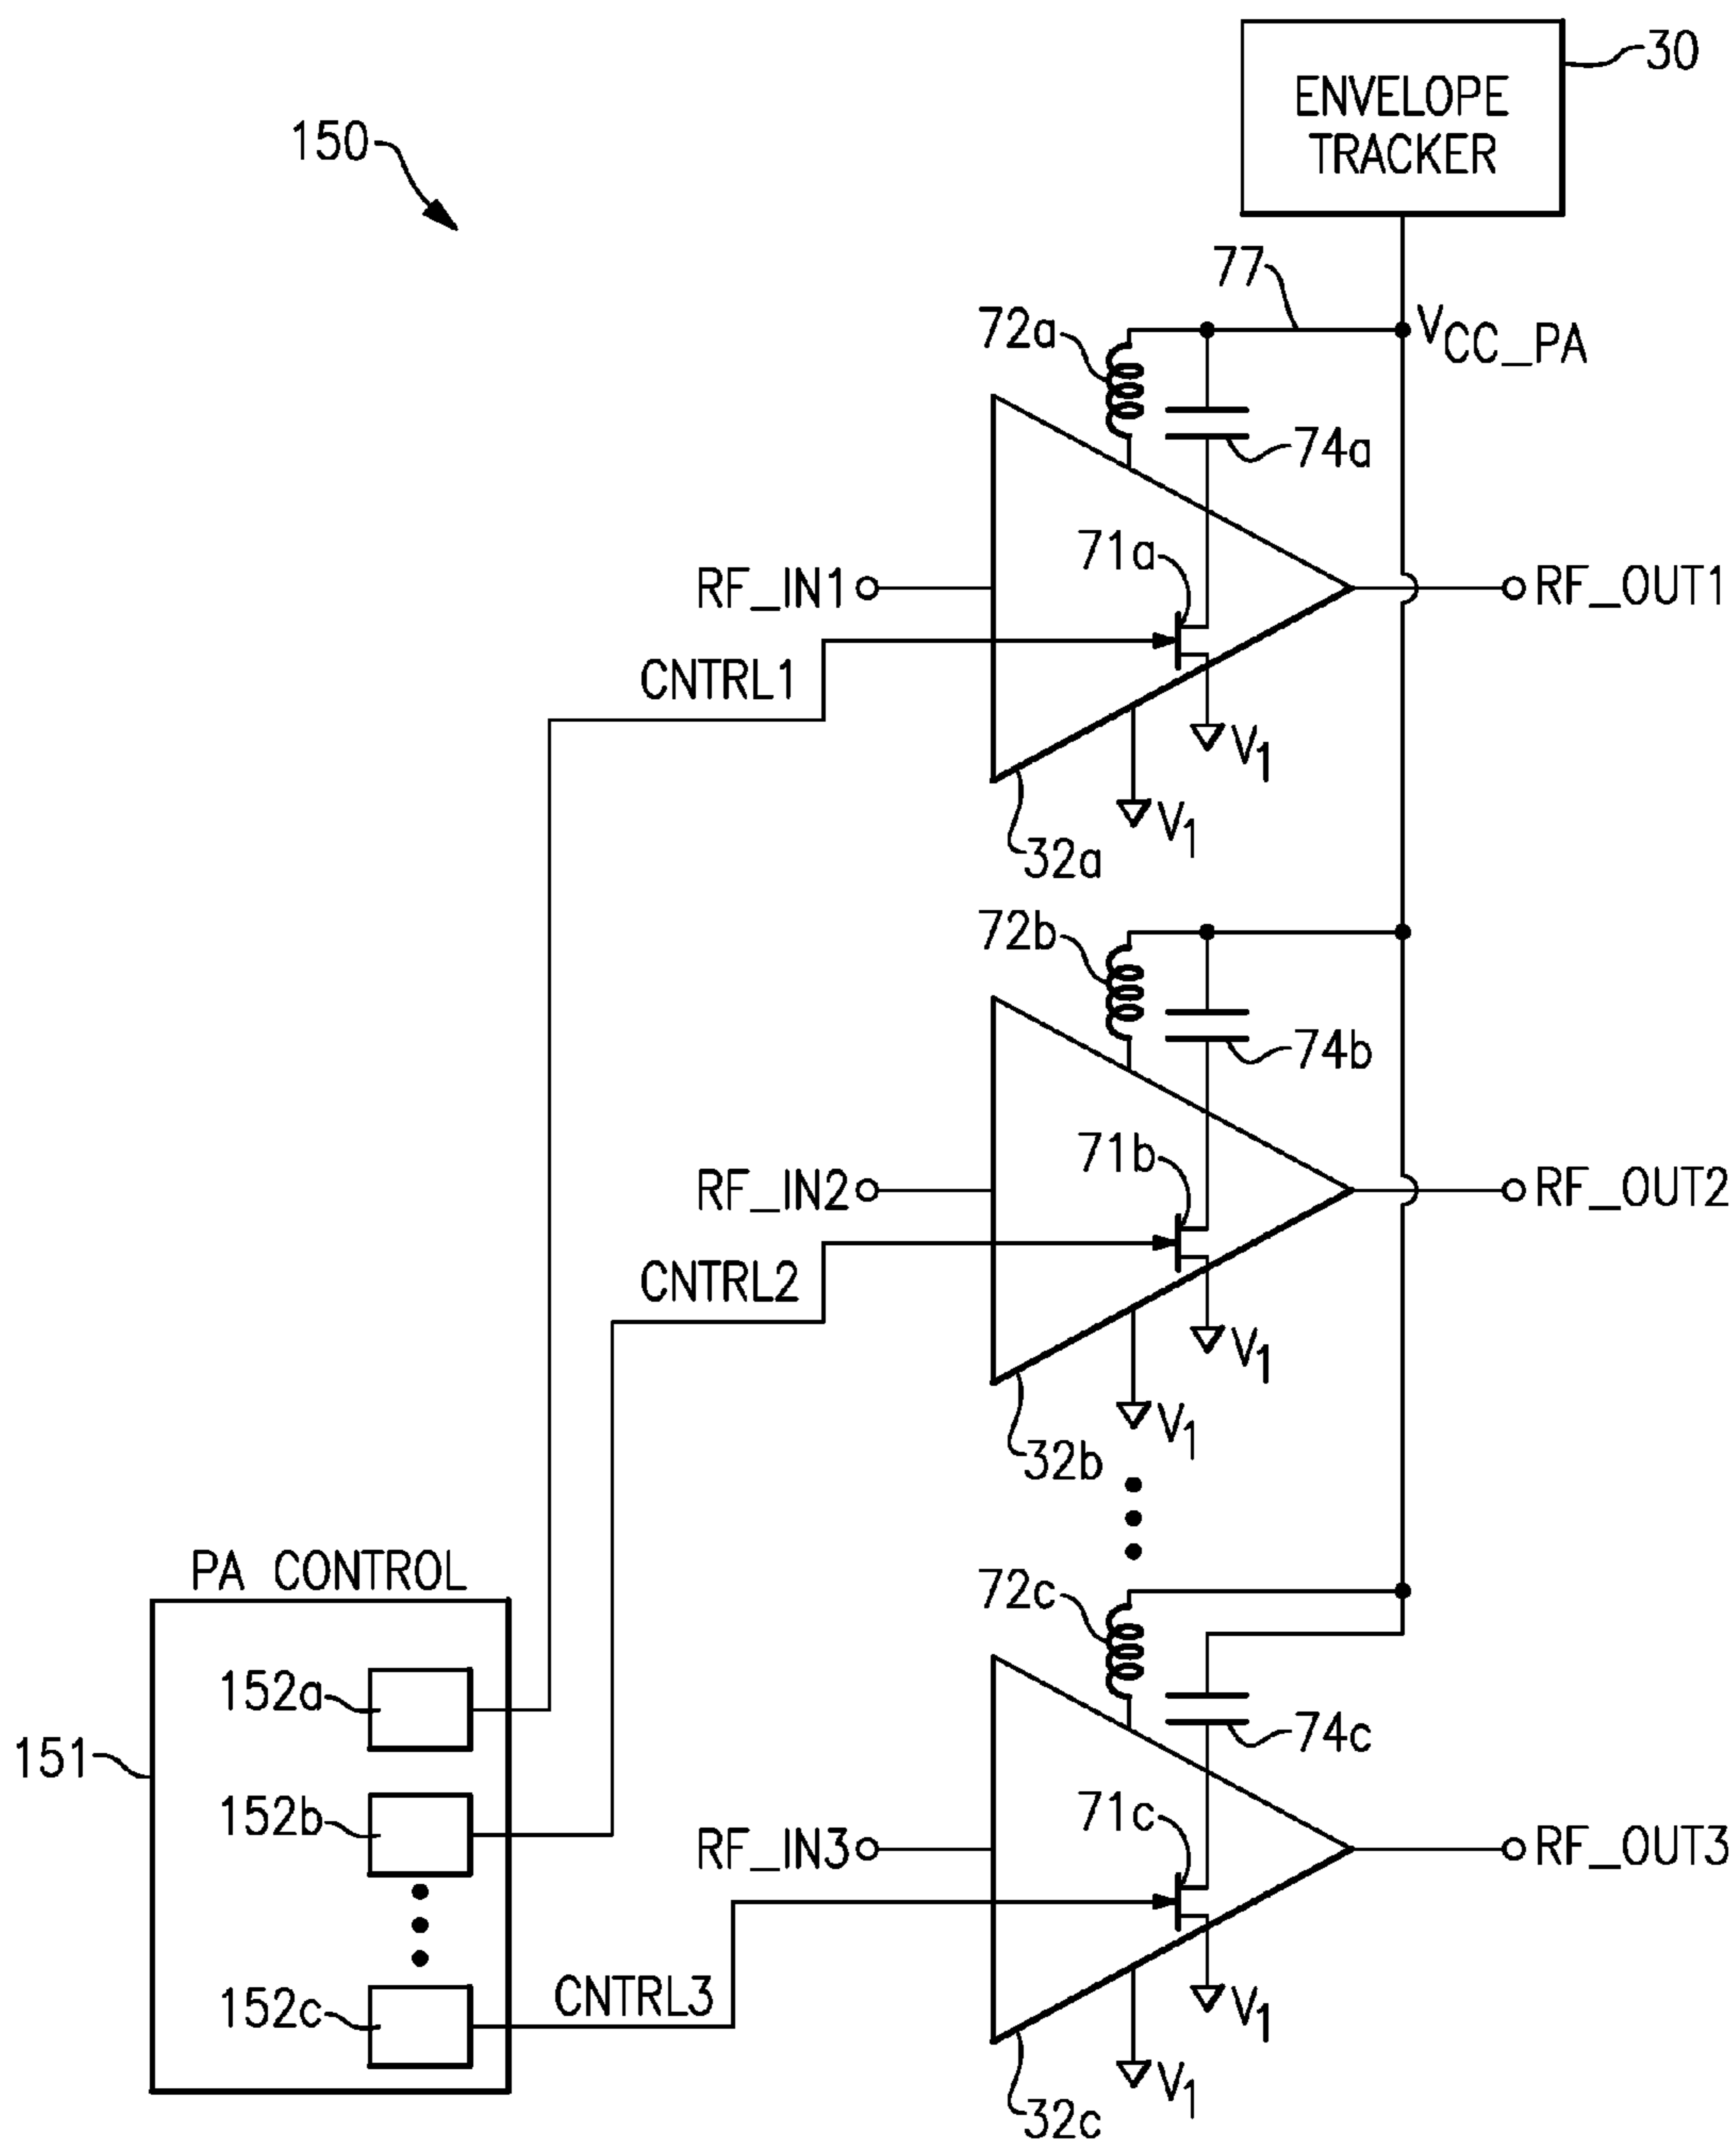 30
ENVELOPE
TRACKER
150
77
72a
VCC_PA
74a
71a
RF_IN1
RF_OUT1
CNTRL1
V1
V1
32a
72b
74b
71b
RF_IN2
RF_OUT2
CNTRL2
V1
V1
32b
PA CONTROL
72c
152a
74c
151
152b
71c
RF_IN3
RF_OUT3
152c
CNTRL3
V1
V1
32c